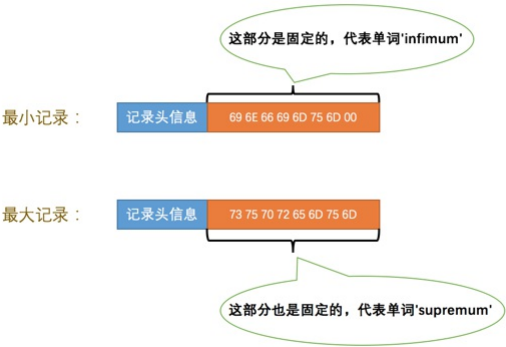 这部分是固定的，代表单词'infimum'
最小记录： 记录头信息 69 6E 66 69 6D 75 6D 00
最大记录： 记录头信息 73 75 70 72 65 6D 75 6D
这部分也是固定的，代表单词'supremum'